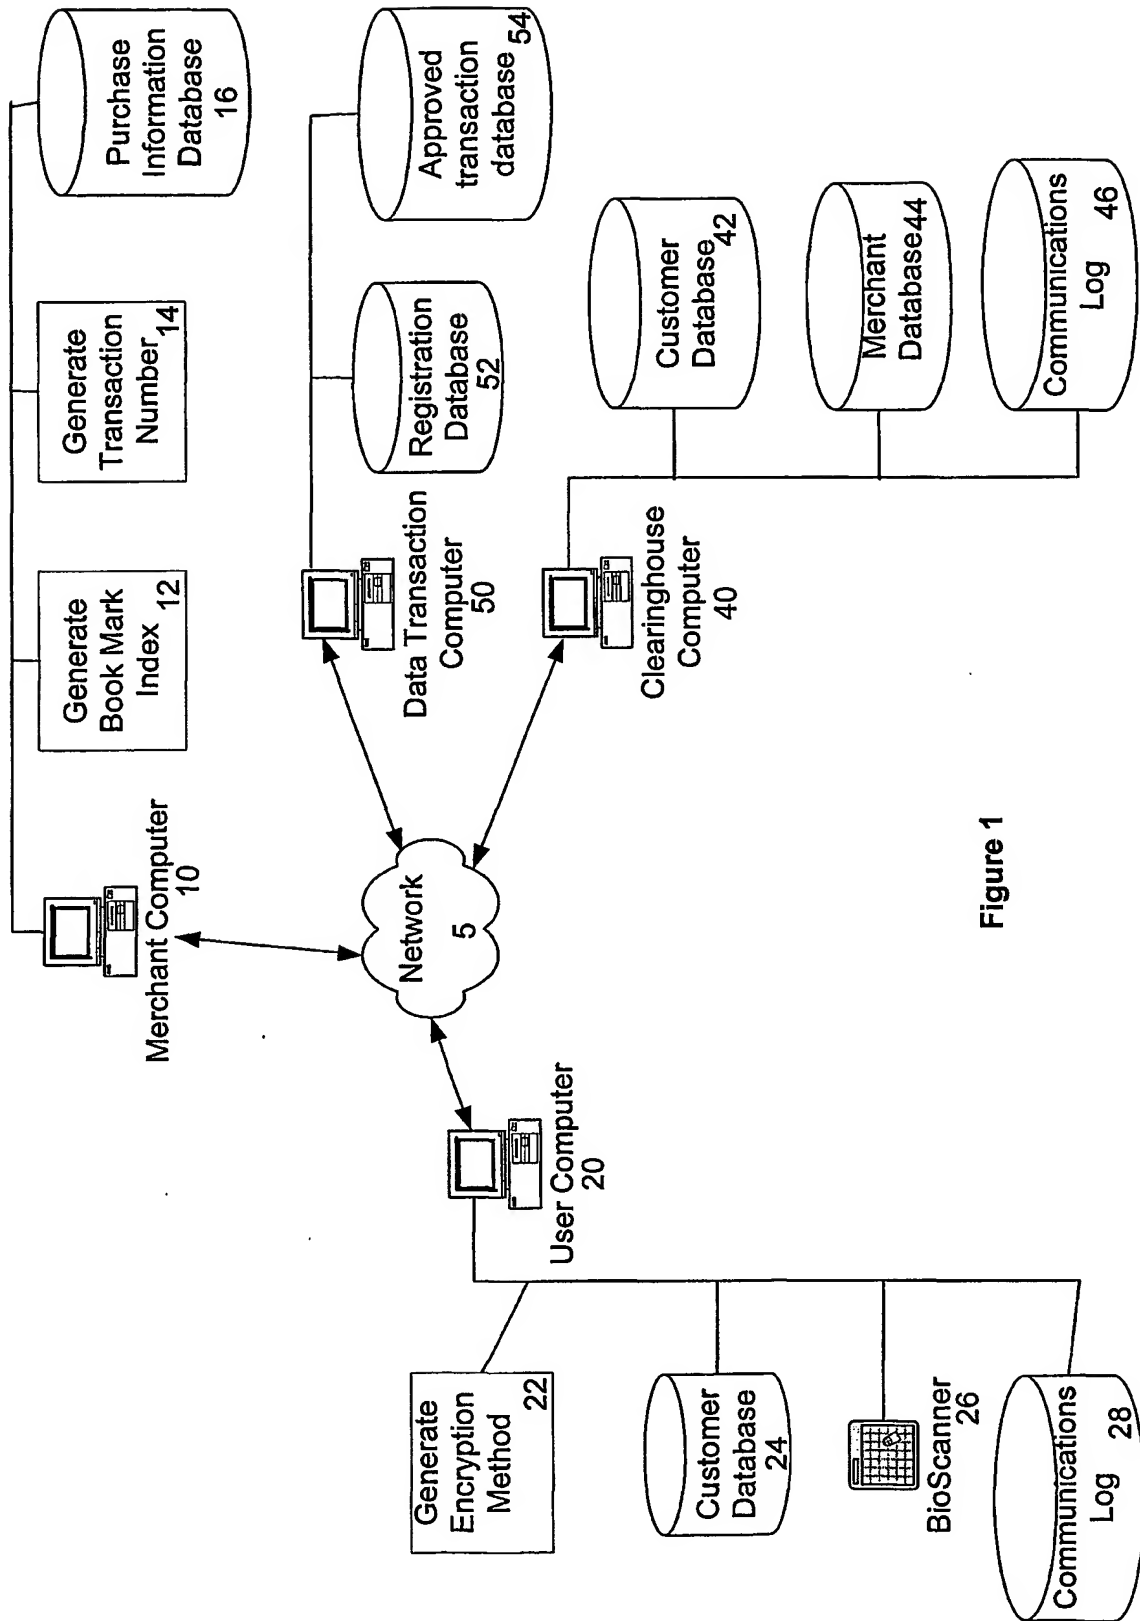 Merchant Computer
10
Generate
Book Mark
Index
12
Generate
Transaction
Number
14
Purchase
Information
Database
16
Network
5
Data Transaction
Computer
50
Registration
Database
52
Approved
transaction
database
54
User Computer
20
Generate
Encryption
Method
22
Customer
Database
24
BioScanner
26
Communications
Log
28
Clearinghouse
Computer
40
Customer
Database
42
Merchant
Database
44
Communications
Log
46
Figure 1